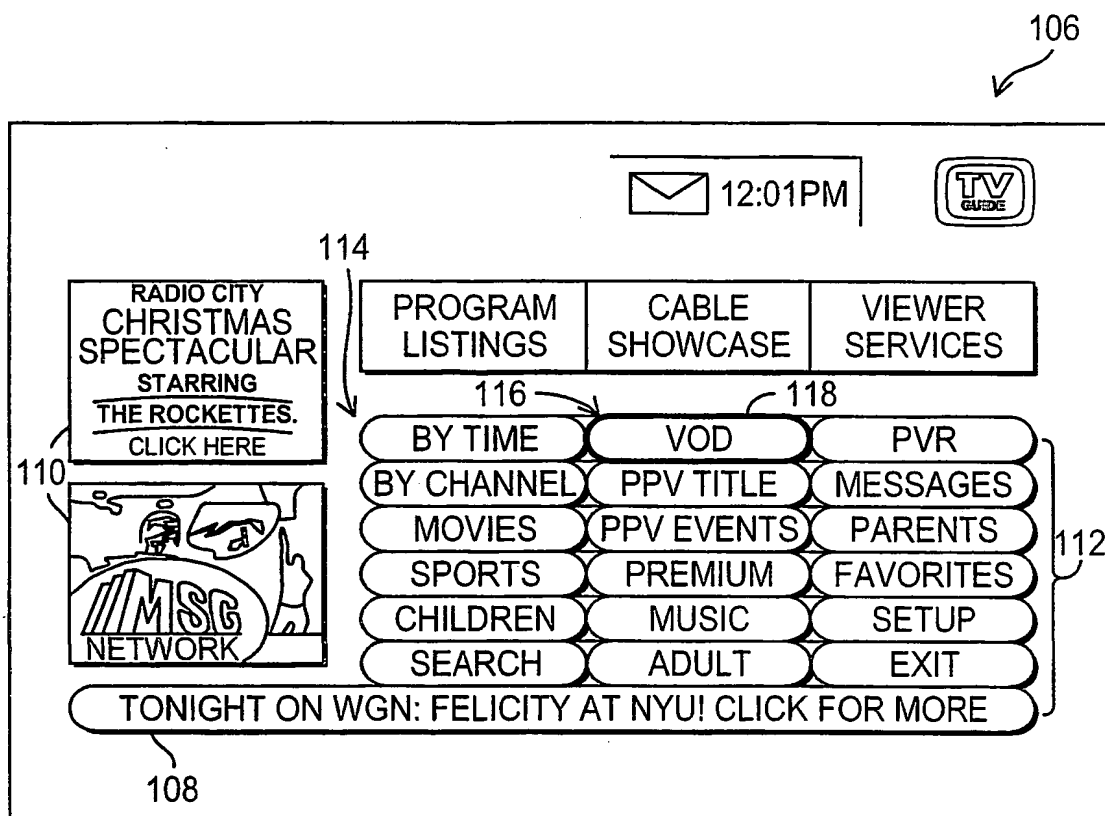 106
12:01PM
TV
GUIDE
114
RADIO CITY
CHRISTMAS
SPECTACULAR
STARRING
THE ROCKETTES.
CLICK HERE
110
MSG
NETWORK
PROGRAM
LISTINGS
CABLE
SHOWCASE
VIEWER
SERVICES
116
118
BY TIME VOD PVR
BY CHANNEL PPV TITLE MESSAGES
MOVIES PPV EVENTS PARENTS
SPORTS PREMIUM FAVORITES
CHILDREN MUSIC SETUP
SEARCH ADULT EXIT
112
TONIGHT ON WGN: FELICITY AT NYU! CLICK FOR MORE
108